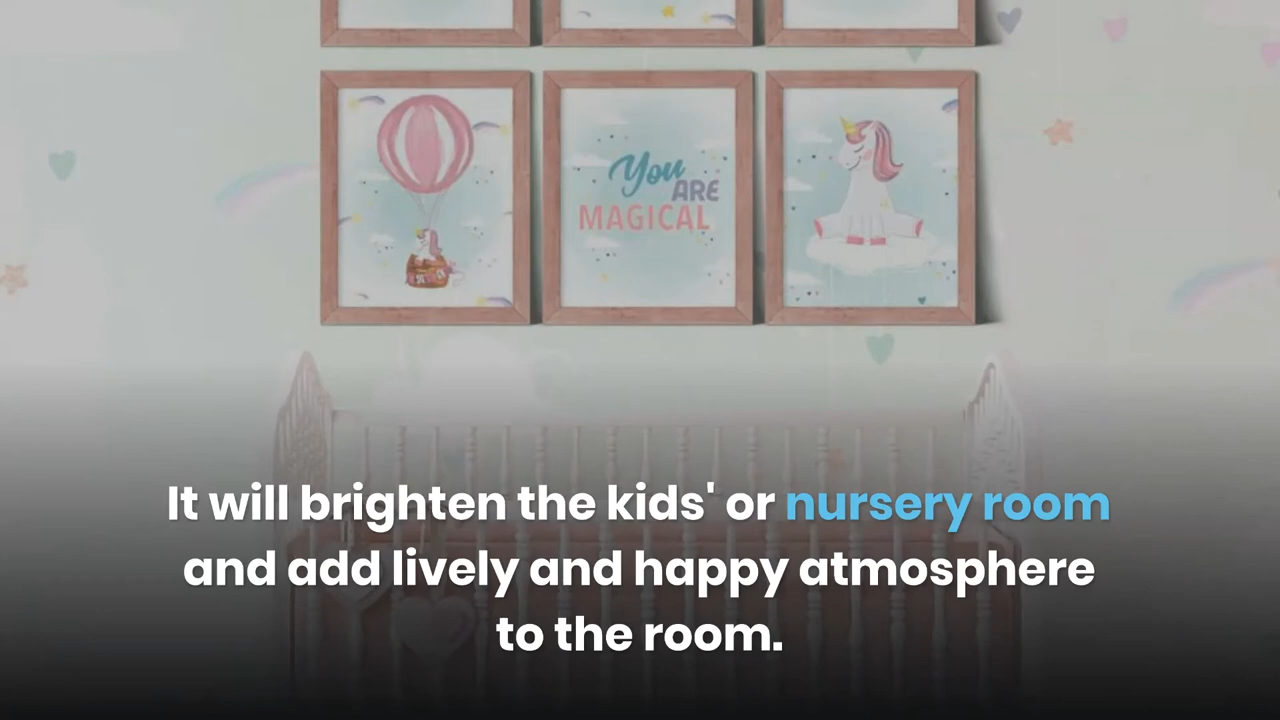 You
ARE
MAGICAL
It will brighten the kids' or nursery room
and add lively and happy atmosphere
to the room.